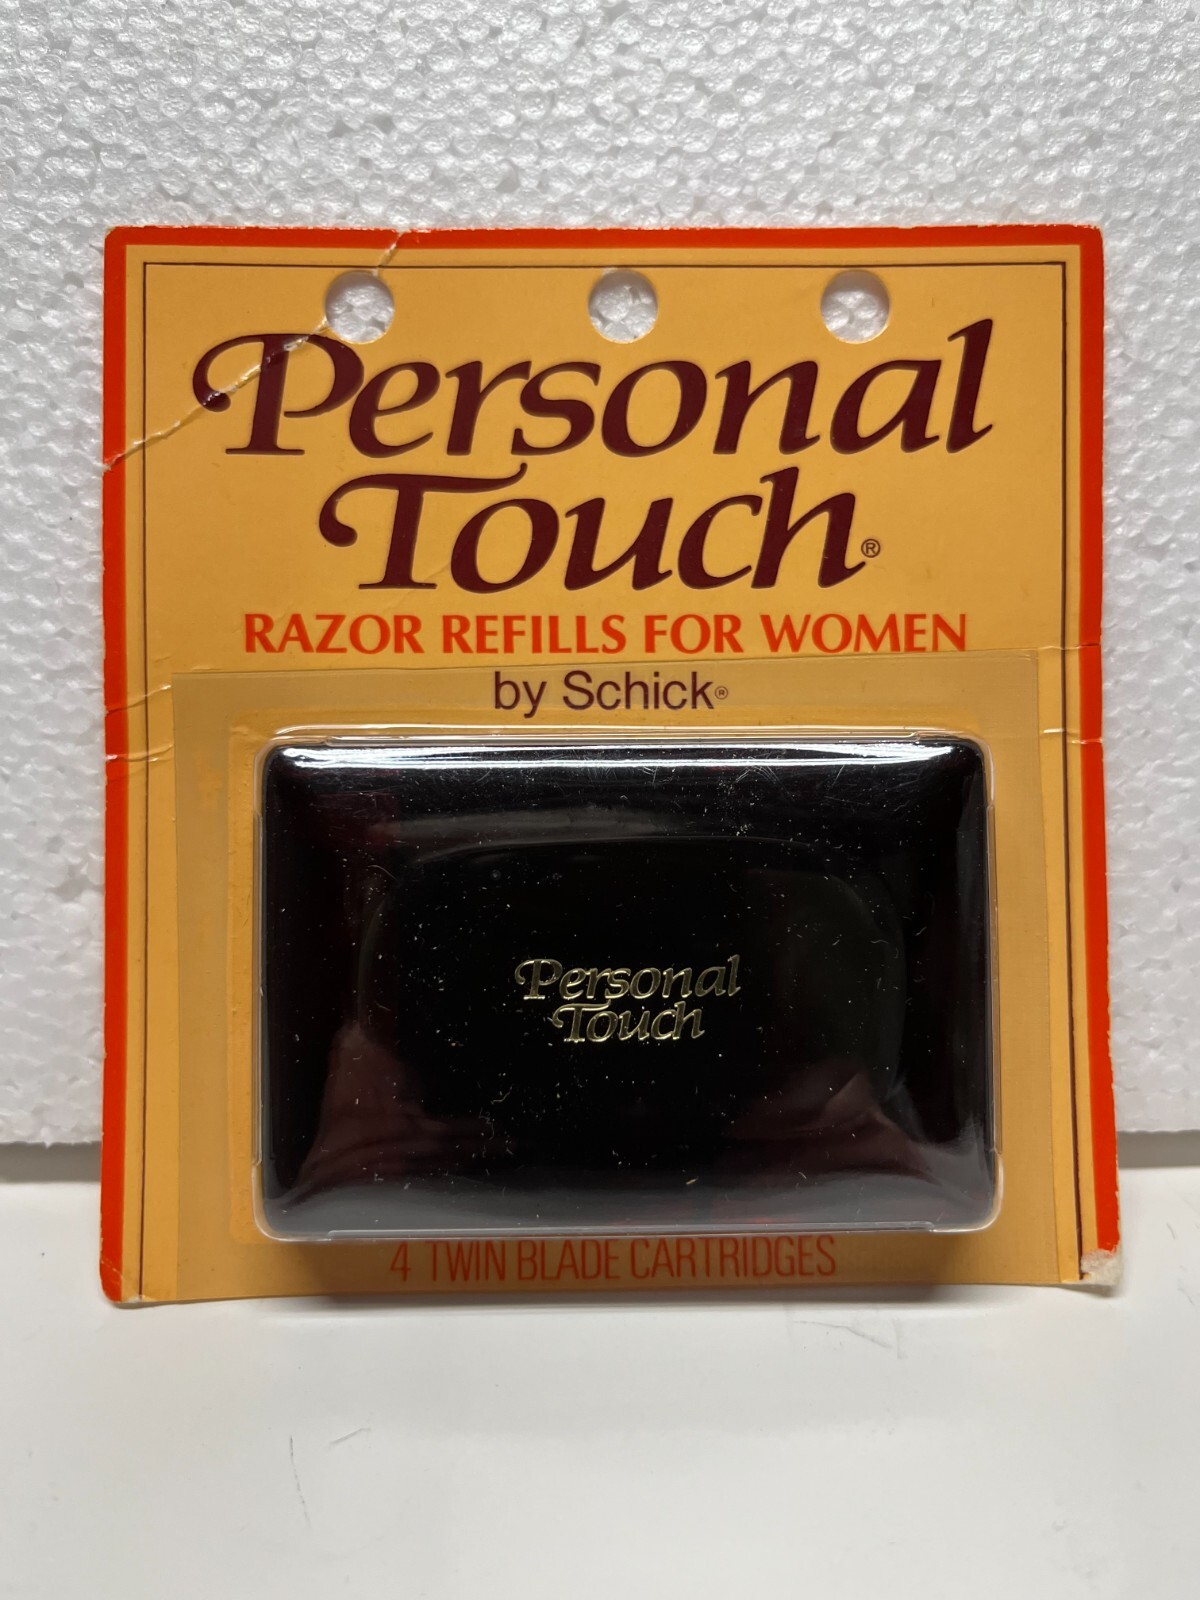 Personal
Touch®
RAZOR REFILLS FOR WOMEN
by Schick®
Personal
Touch
4 TWIN BLADE CARTRIDGES